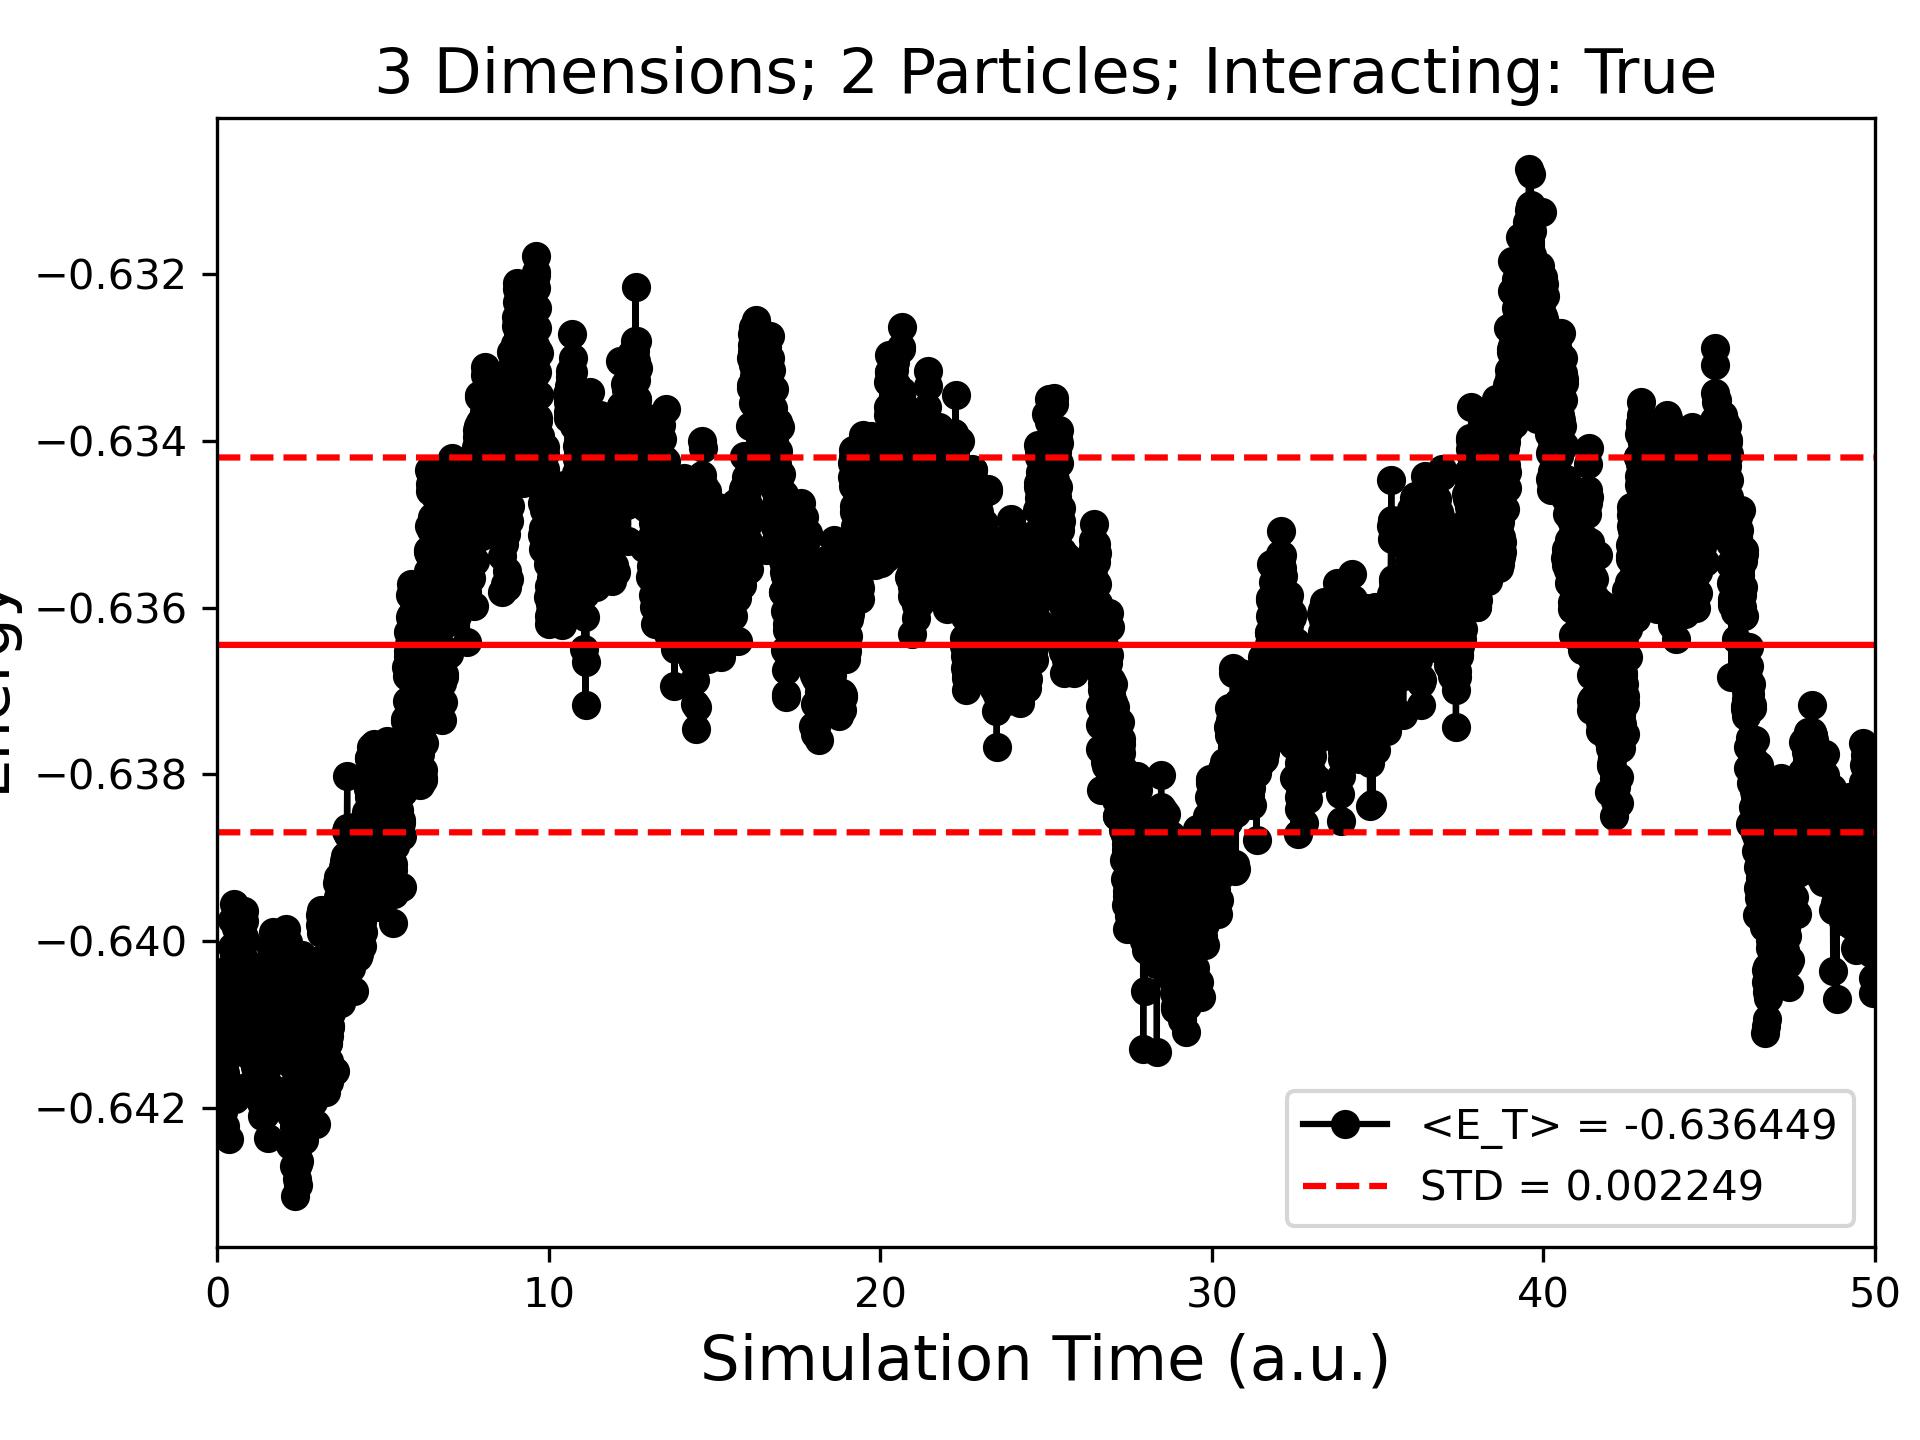 3 Dimensions; 2 Particles; Interacting: True
Energy
−0.632
−0.634
−0.636
−0.638
−0.640
−0.642
0
10
20
30
40
50
Simulation Time (a.u.)
<E_T> = -0.636449
STD = 0.002249